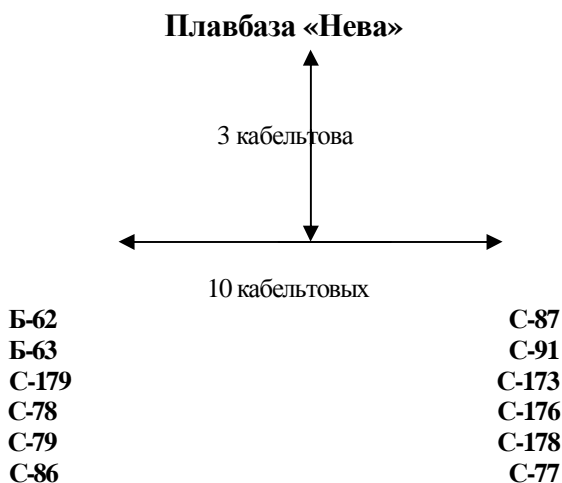 Плавбаза «Нева»
3 кабельтова
10 кабельтовых
Б-62 С-87
Б-63 С-91
С-179 С-173
С-78 С-176
С-79 С-178
С-86 С-77